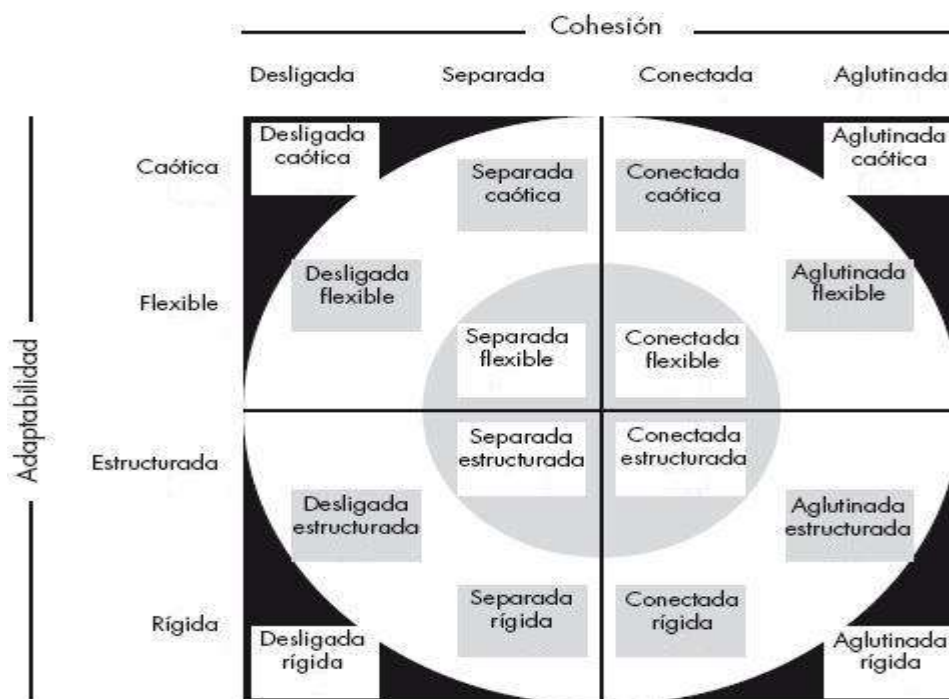 Cohesión
Desligada Separada Conectada Aglutinada
Adaptabilidad
Caótica
Desligada
caótica
Separada
caótica
Conectada
caótica
Aglutinada
caótica
Flexible
Desligada
flexible
Separada
flexible
Conectada
flexible
Aglutinada
flexible
Estructurada
Desligada
estructurada
Separada
estructurada
Conectada
estructurada
Aglutinada
estructurada
Rígida
Desligada
rígida
Separada
rígida
Conectada
rígida
Aglutinada
rígida